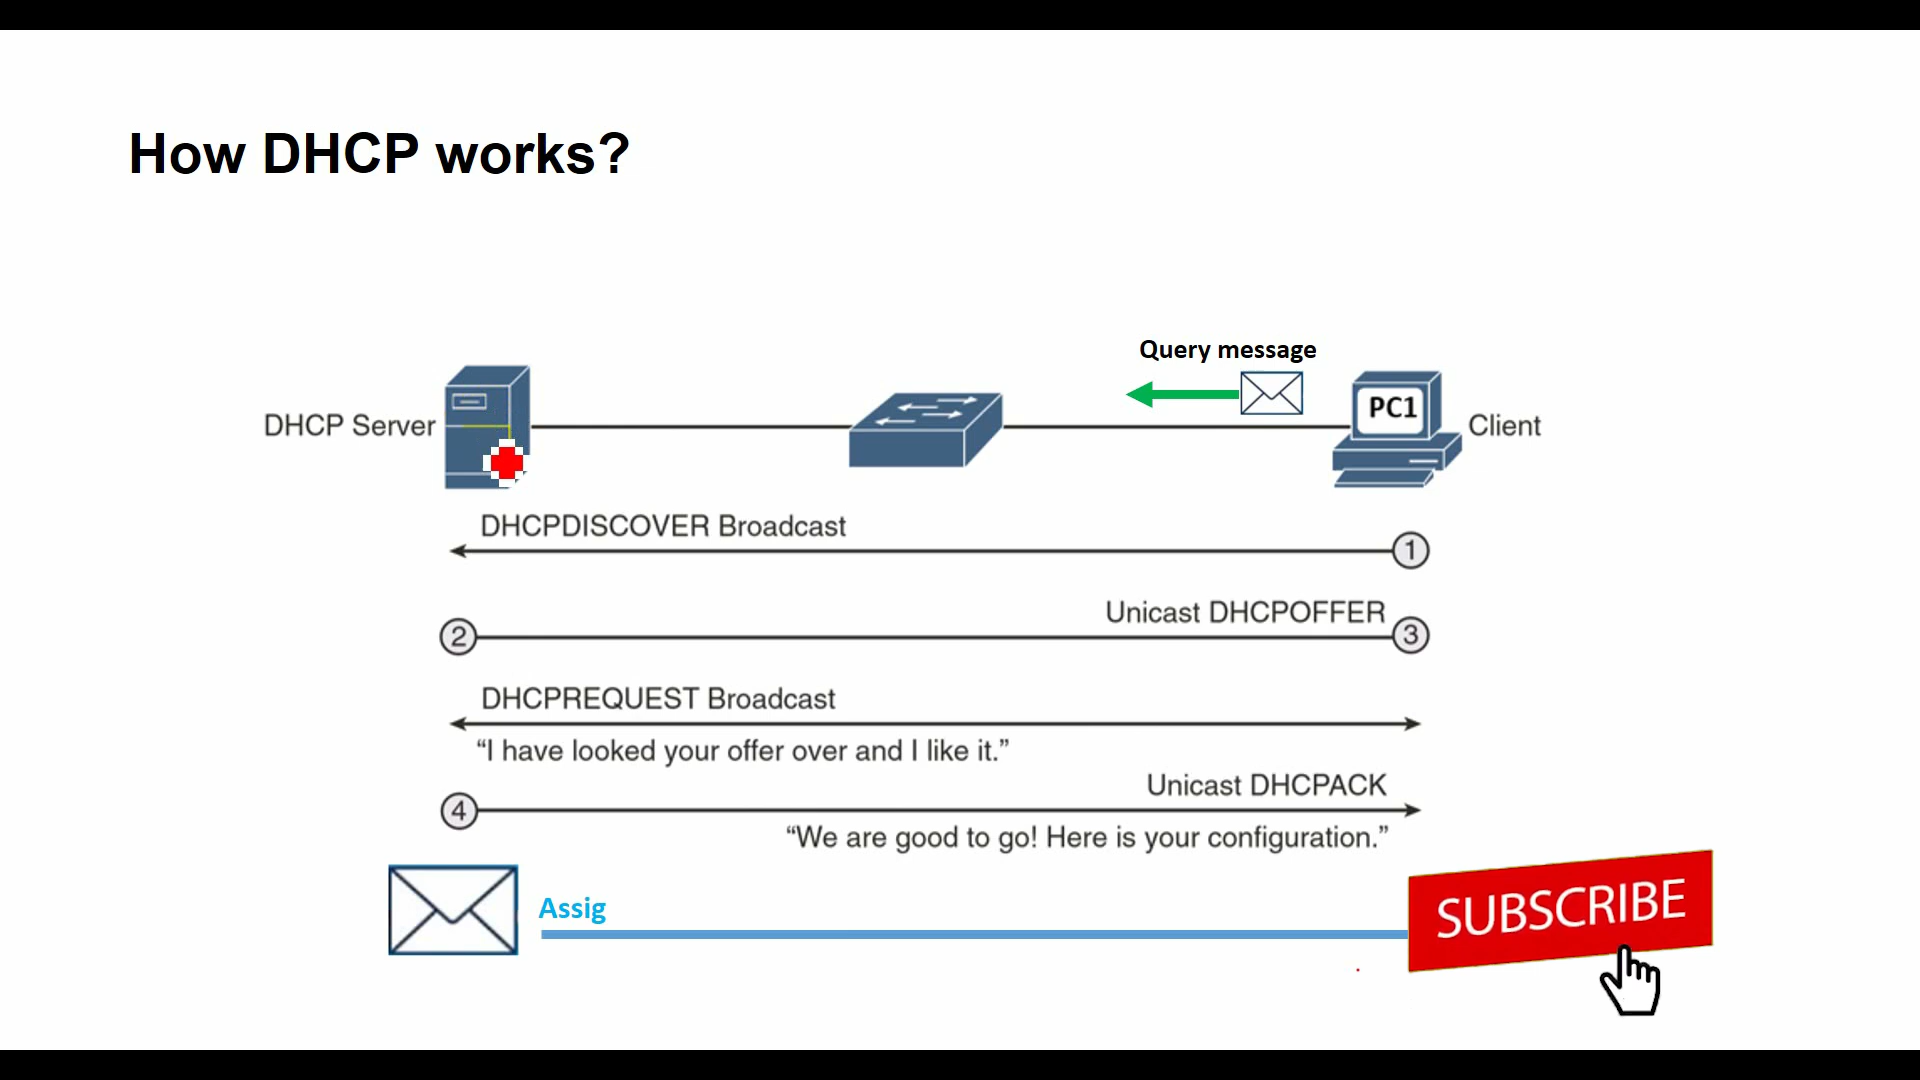 How DHCP works?
Query message
DHCP Server
PC1
Client
DHCPDISCOVER Broadcast
1
Unicast DHCPOFFER
2
3
DHCPREQUEST Broadcast
“I have looked your offer over and I like it.”
Unicast DHCPACK
4
“We are good to go! Here is your configuration.”
Assig
SUBSCRIBE